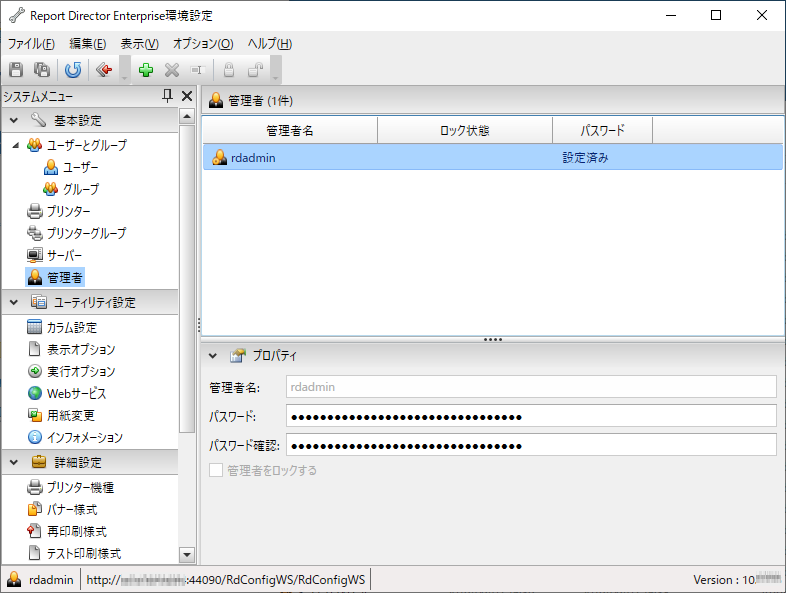 Report Director Enterprise環境設定
ファイル(F) 編集(E) 表示(V) オプション(O) ヘルプ(H)
システムメニュー
基本設定
ユーザーとグループ
ユーザー
グループ
プリンター
プリンターグループ
サーバー
管理者
ユーティリティ設定
カラム設定
表示オプション
実行オプション
Webサービス
用紙変更
インフォメーション
詳細設定
プリンター機種
バナー様式
再印刷様式
テスト印刷様式
管理者 (1件)
管理者名 ロック状態 パスワード
rdadmin 設定済み
プロパティ
管理者名: rdadmin
パスワード: ●●●●●●●●●●●●●●●●●●●●●●●●●●●●●●●●
パスワード確認: ●●●●●●●●●●●●●●●●●●●●●●●●●●●●●●●●
管理者をロックする
rdadmin http:// :44090/RdConfigWS/RdConfigWS Version : 10.